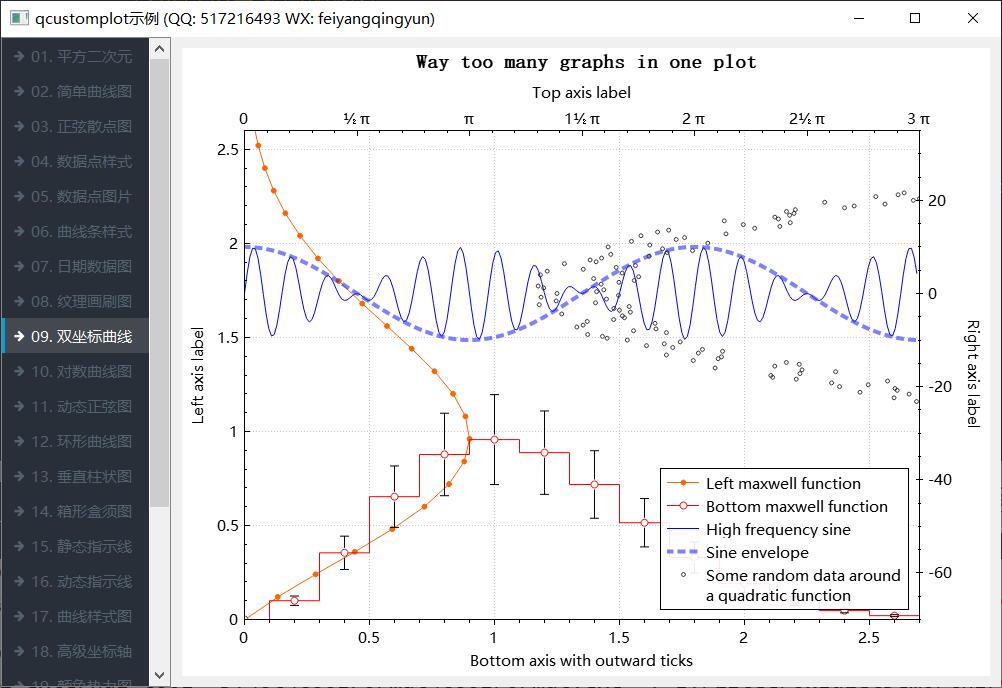 qcustomplot示例 (QQ: 517216493 WX: feiyangqingyun)
01. 平方二次元
02. 简单曲线图
03. 正弦散点图
04. 数据点样式
05. 数据点图片
06. 曲线条样式
07. 日期数据图
08. 纹理画刷图
09. 双坐标曲线
10. 对数曲线图
11. 动态正弦图
12. 环形曲线图
13. 垂直柱状图
14. 箱形盒须图
15. 静态指示线
16. 动态指示线
17. 曲线样式图
18. 高级坐标轴
19. 颜色热力图
Way too many graphs in one plot
Top axis label
0 ½ π π 1½ π 2 π 2½ π 3 π
2.5
2
1.5
1
0.5
0
Left axis label
20
0
-20
-40
-60
Right axis label
Left maxwell function
Bottom maxwell function
High frequency sine
Sine envelope
Some random data around
a quadratic function
0 0.5 1 1.5 2 2.5
Bottom axis with outward ticks